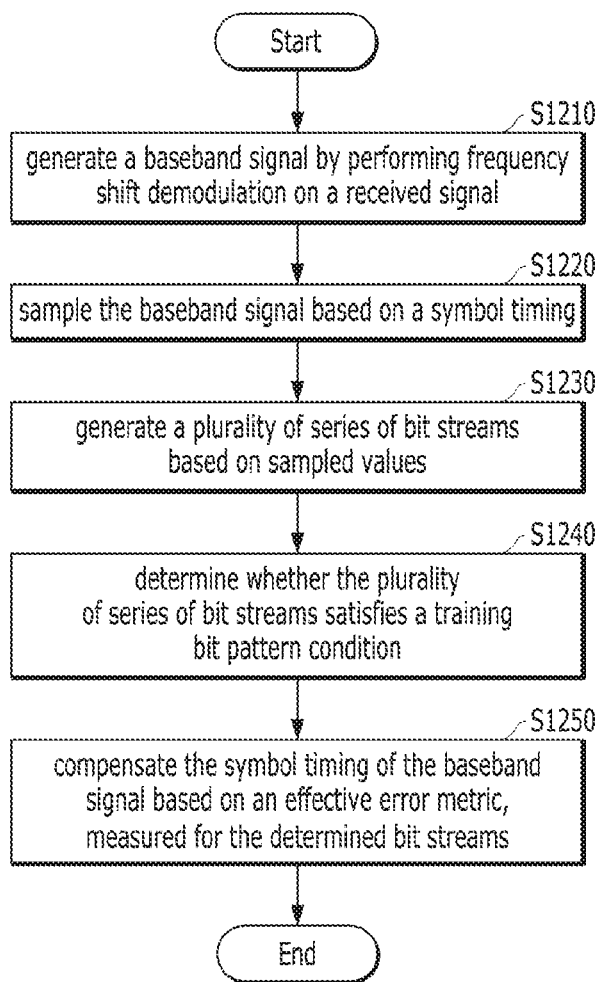 Start
S1210
generate a baseband signal by performing frequency
shift demodulation on a received signal
S1220
sample the baseband signal based on a symbol timing
S1230
generate a plurality of series of bit streams
based on sampled values
S1240
determine whether the plurality
of series of bit streams satisfies a training
bit pattern condition
S1250
compensate the symbol timing of the baseband
signal based on an effective error metric,
measured for the determined bit streams
End